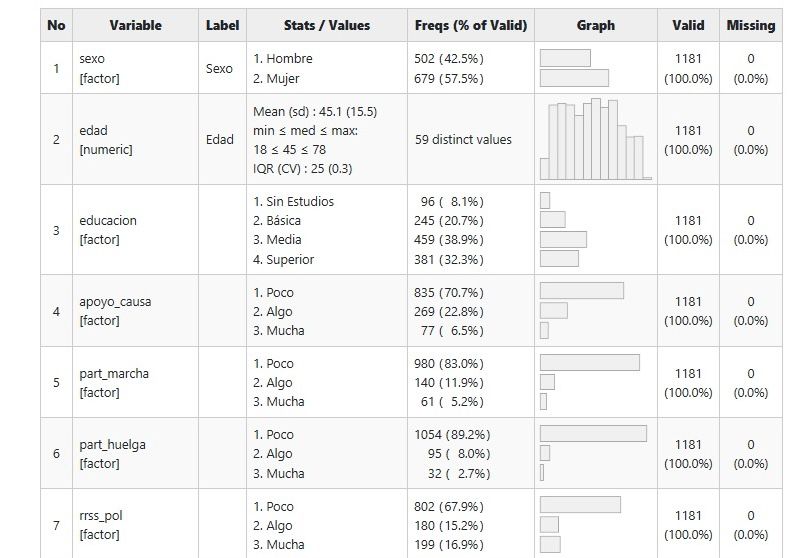 No Variable Label Stats / Values Freqs (% of Valid) Graph Valid Missing
1 sexo [factor] Sexo 1. Hombre 502 (42.5%) 1181 (100.0%) 0 (0.0%)
2. Mujer 679 (57.5%)
2 edad [numeric] Edad Mean (sd) : 45.1 (15.5) 59 distinct values 1181 (100.0%) 0 (0.0%)
min ≤ med ≤ max:
18 ≤ 45 ≤ 78
IQR (CV) : 25 (0.3)
3 educacion [factor] 1. Sin Estudios 96 ( 8.1%) 1181 (100.0%) 0 (0.0%)
2. Básica 245 (20.7%)
3. Media 459 (38.9%)
4. Superior 381 (32.3%)
4 apoyo_causa [factor] 1. Poco 835 (70.7%) 1181 (100.0%) 0 (0.0%)
2. Algo 269 (22.8%)
3. Mucha 77 ( 6.5%)
5 part_marcha [factor] 1. Poco 980 (83.0%) 1181 (100.0%) 0 (0.0%)
2. Algo 140 (11.9%)
3. Mucha 61 ( 5.2%)
6 part_huelga [factor] 1. Poco 1054 (89.2%) 1181 (100.0%) 0 (0.0%)
2. Algo 95 ( 8.0%)
3. Mucha 32 ( 2.7%)
7 rrss_pol [factor] 1. Poco 802 (67.9%) 1181 (100.0%) 0 (0.0%)
2. Algo 180 (15.2%)
3. Mucha 199 (16.9%)